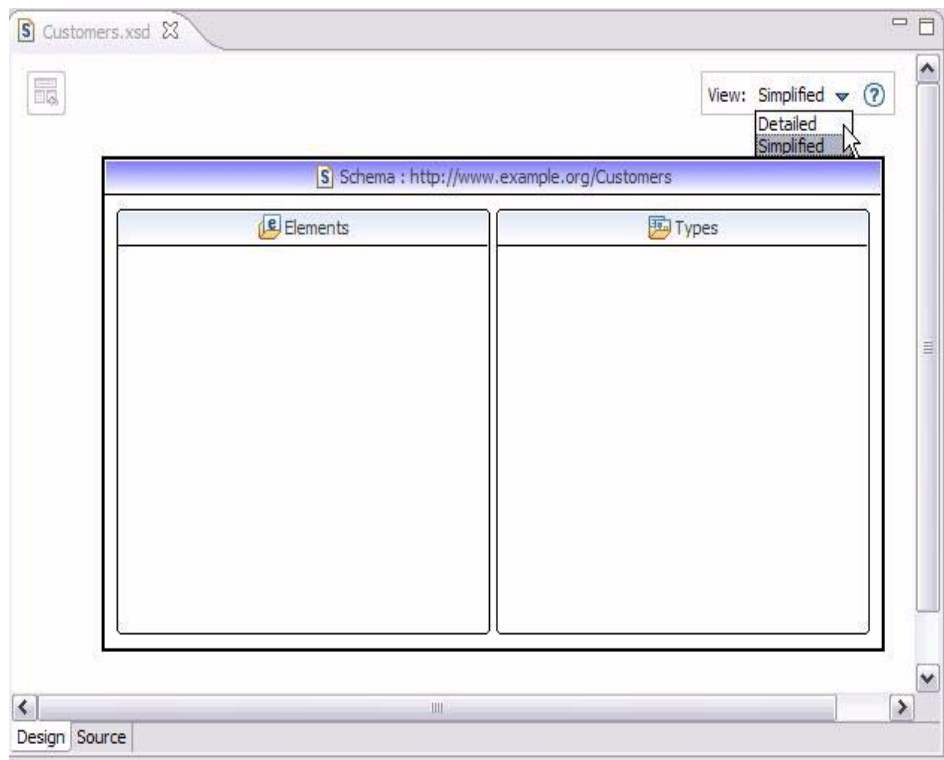 S Customers.xsd
View: Simplified ?
Detailed
Simplified
S Schema : http://www.example.org/Customers
e Elements
Types
Design Source